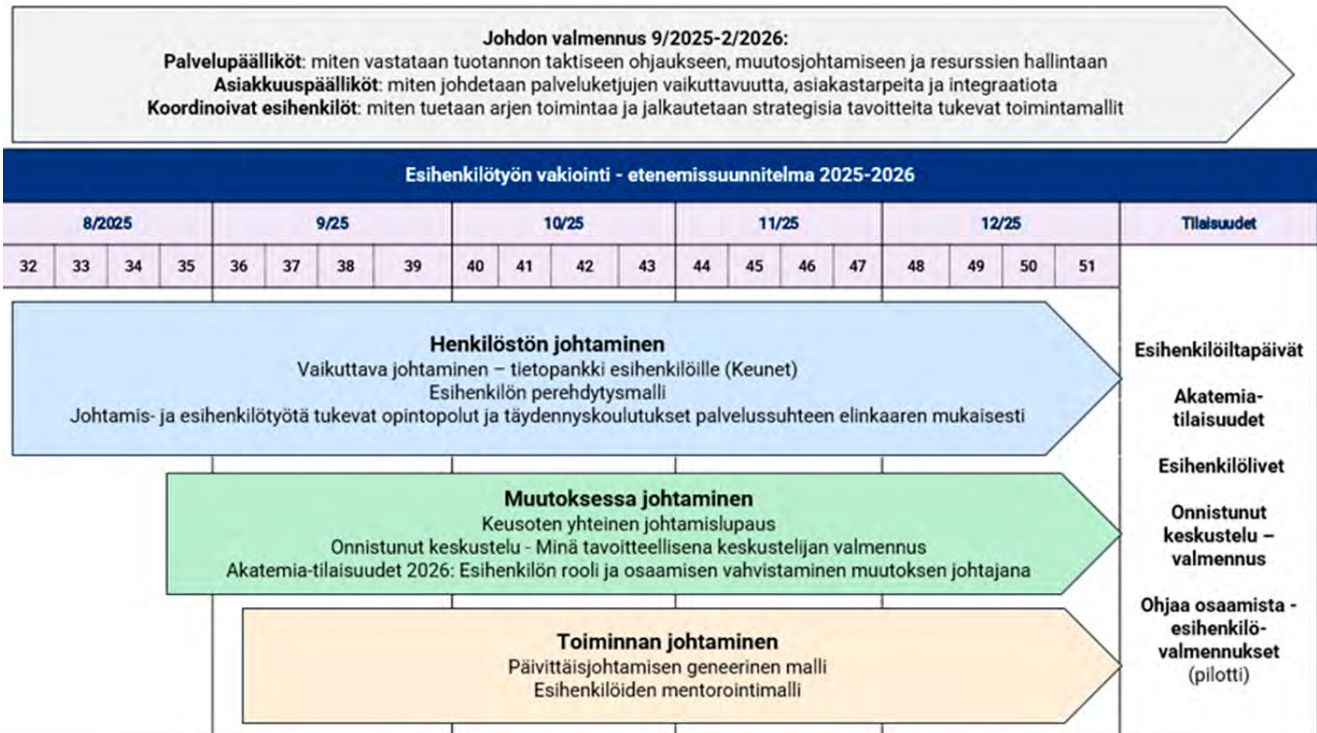 Johdon valmennus 9/2025-2/2026:
Palvelupäälliköt: miten vastataan tuotannon taktiseen ohjaukseen, muutosjohtamiseen ja resurssien hallintaan
Asiakkuuspäälliköt: miten johdetaan palveluketjujen vaikuttavuutta, asiakastarpeita ja integraatiota
Koordinoivat esihenkilöt: miten tuetaan arjen toimintaa ja jalkautetaan strategisia tavoitteita tukevat toimintamallit
Esihenkilötyön vakiointi - etenemissuunnitelma 2025-2026
8/2025 9/25 10/25 11/25 12/25 Tilaisuudet
32 33 34 35 36 37 38 39 40 41 42 43 44 45 46 47 48 49 50 51
Henkilöstön johtaminen
Vaikuttava johtaminen – tietopankki esihenkilöille (Keunet)
Esihenkilön perehdytysmalli
Johtamis- ja esihenkilötyötä tukevat opintopolut ja täydennyskoulutukset palvelussuhteen elinkaaren mukaisesti
Muutoksessa johtaminen
Keusoten yhteinen johtamislupaus
Onnistunut keskustelu - Minä tavoitteellisena keskustelijan valmennus
Akatemia-tilaisuudet 2026: Esihenkilön rooli ja osaamisen vahvistaminen muutoksen johtajana
Toiminnan johtaminen
Päivittäisjohtamisen geneerinen malli
Esihenkilöiden mentorointimalli
Esihenkilöiltapäivät
Akatemia-
tilaisuudet
Esihenkilölivet
Onnistunut
keskustelu –
valmennus
Ohjaa osaamista -
esihenkilö-
valmennukset
(pilotti)